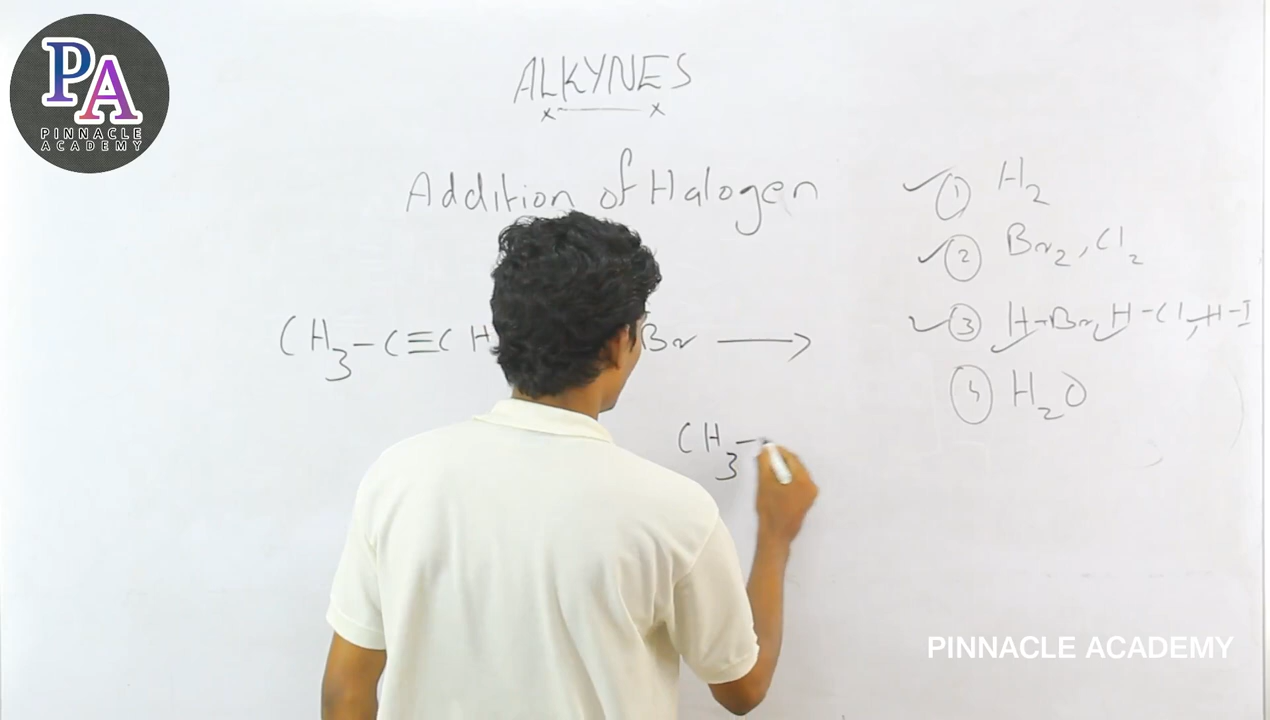 PA
PINNACLE
ACADEMY
ALKYNES
Addition of Halogen
CH3-C≡CH Br ⟶
CH3-
✓ ① H2
✓ ② Br2, Cl2
✓ ③ H-Br, H-Cl, H-I
④ H2O
PINNACLE ACADEMY